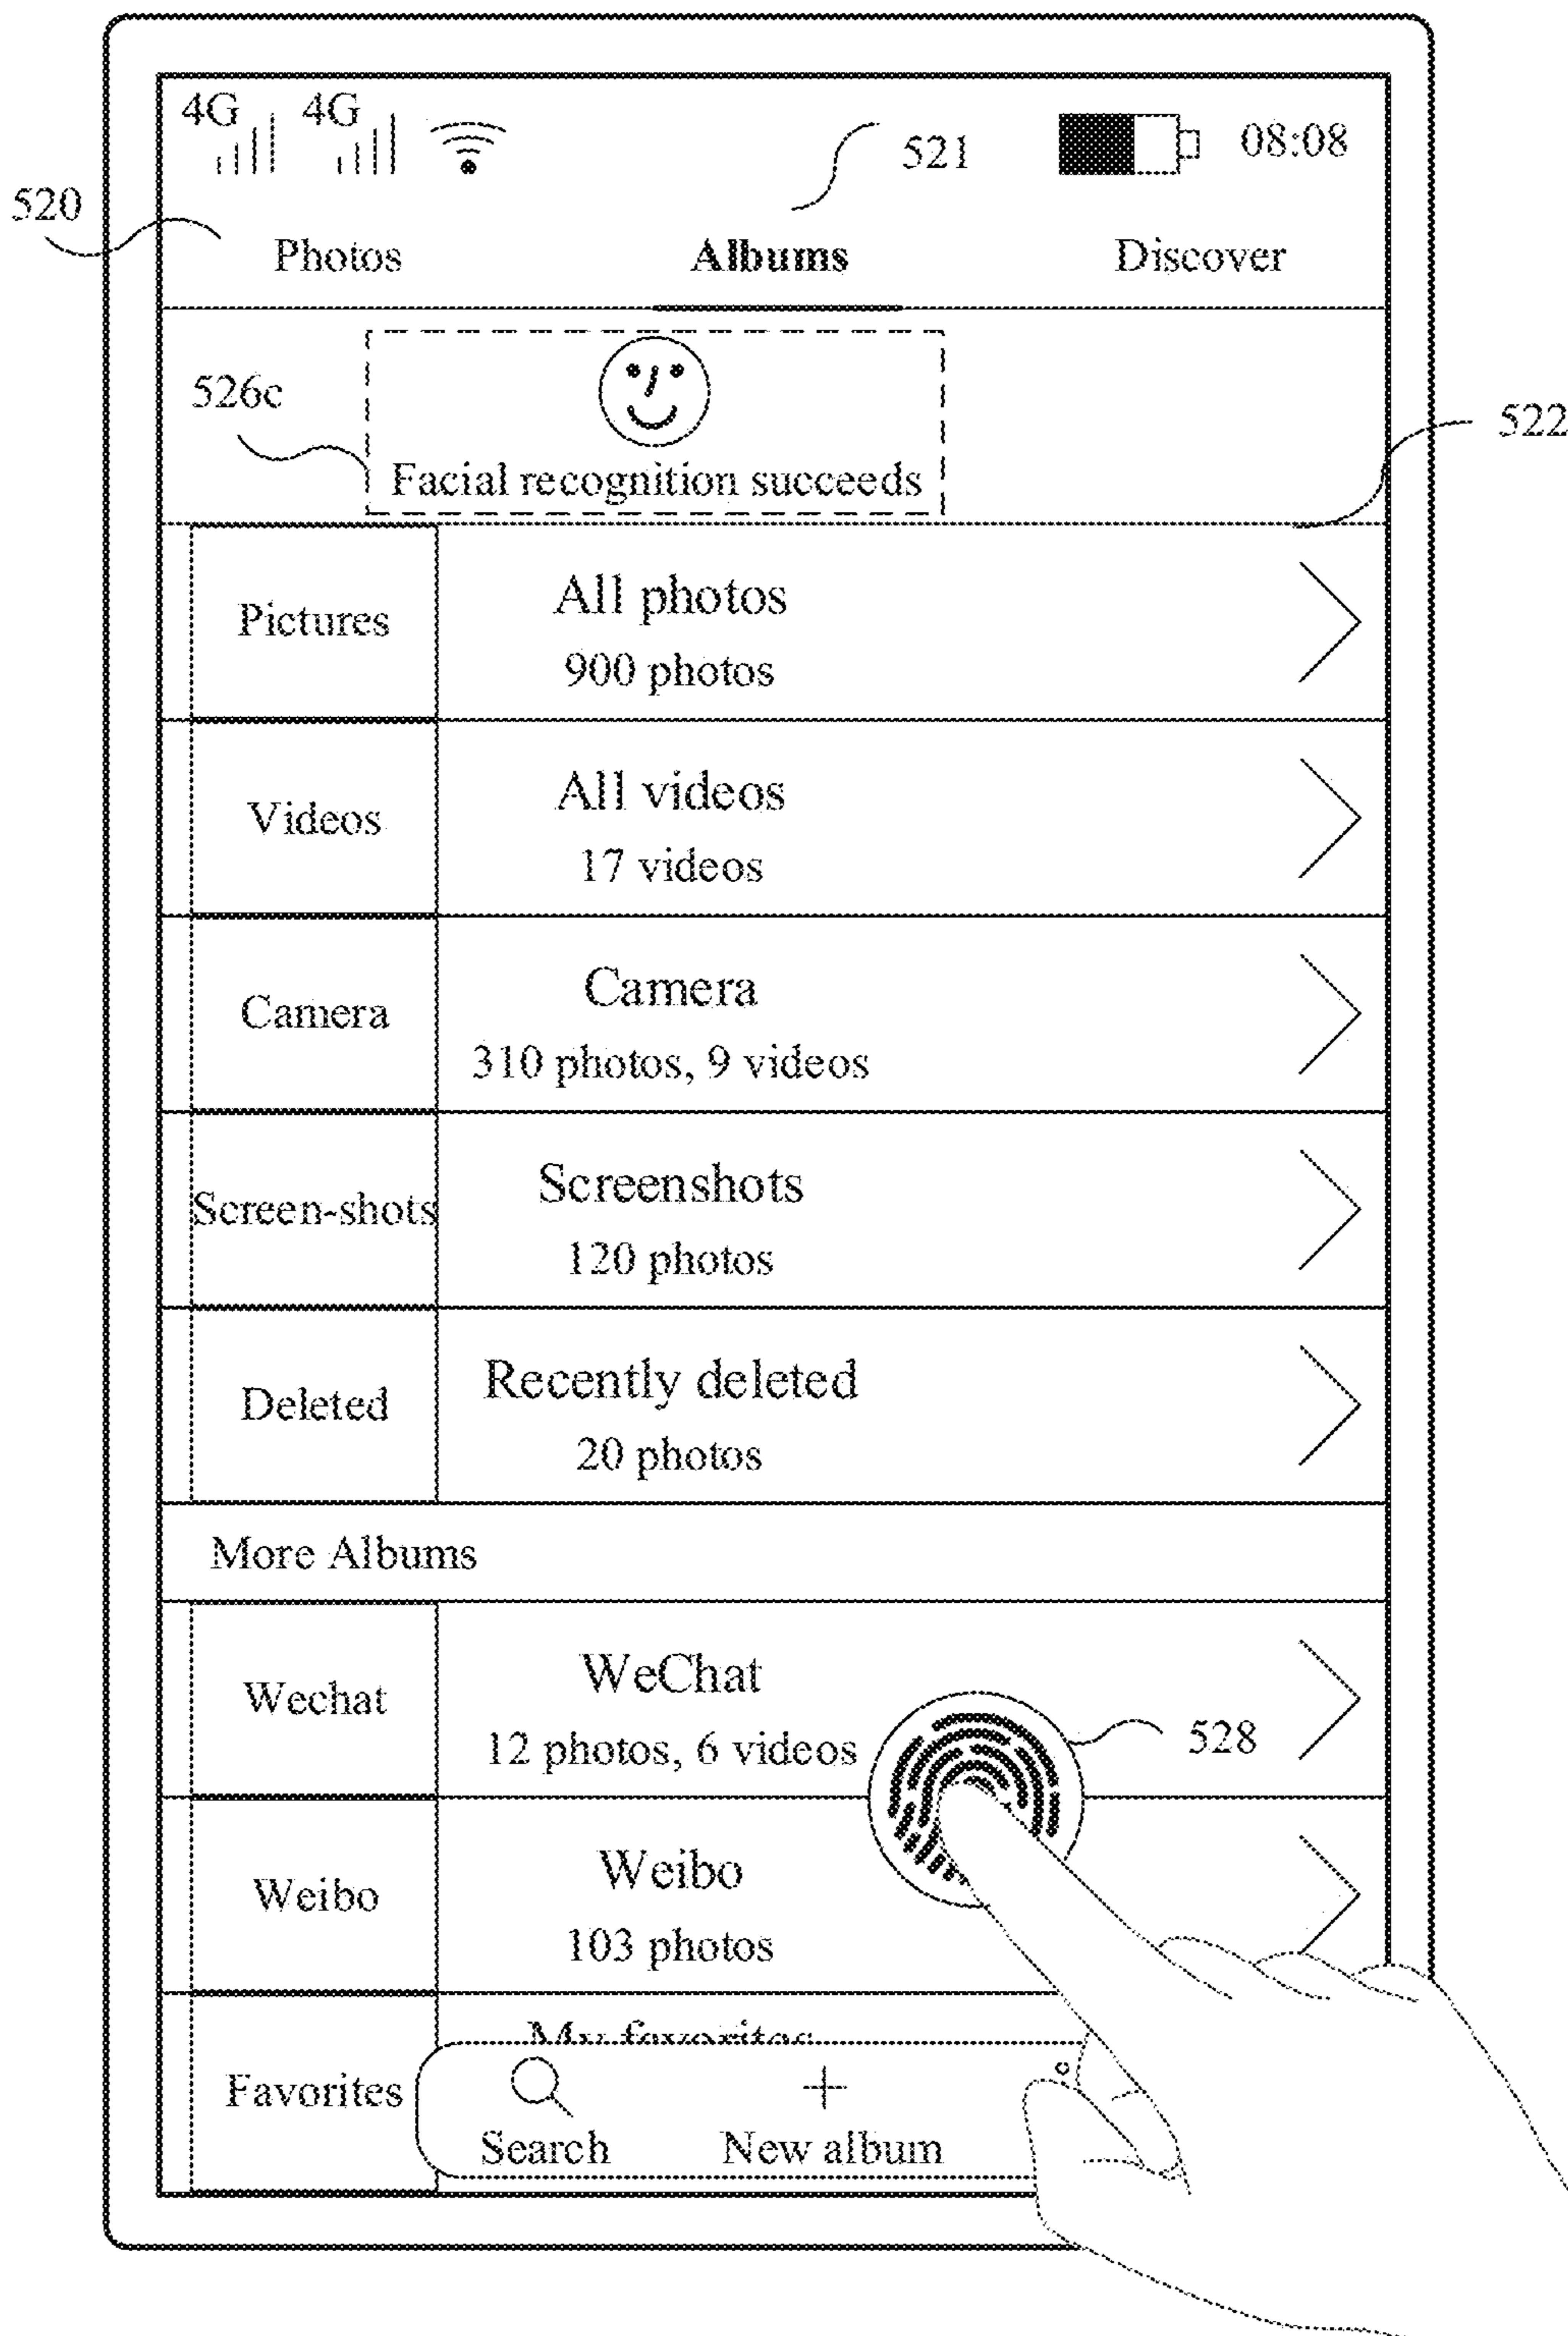 4G 4G 08:08
521
520
Photos Albums Discover
526c
522
Facial recognition succeeds
Pictures
All photos
900 photos
Videos
All videos
17 videos
Camera
Camera
310 photos, 9 videos
Screen-shots
Screenshots
120 photos
Deleted
Recently deleted
20 photos
More Albums
Wechat
WeChat
12 photos, 6 videos
528
Weibo
Weibo
103 photos
My favorites
Favorites
Search New album